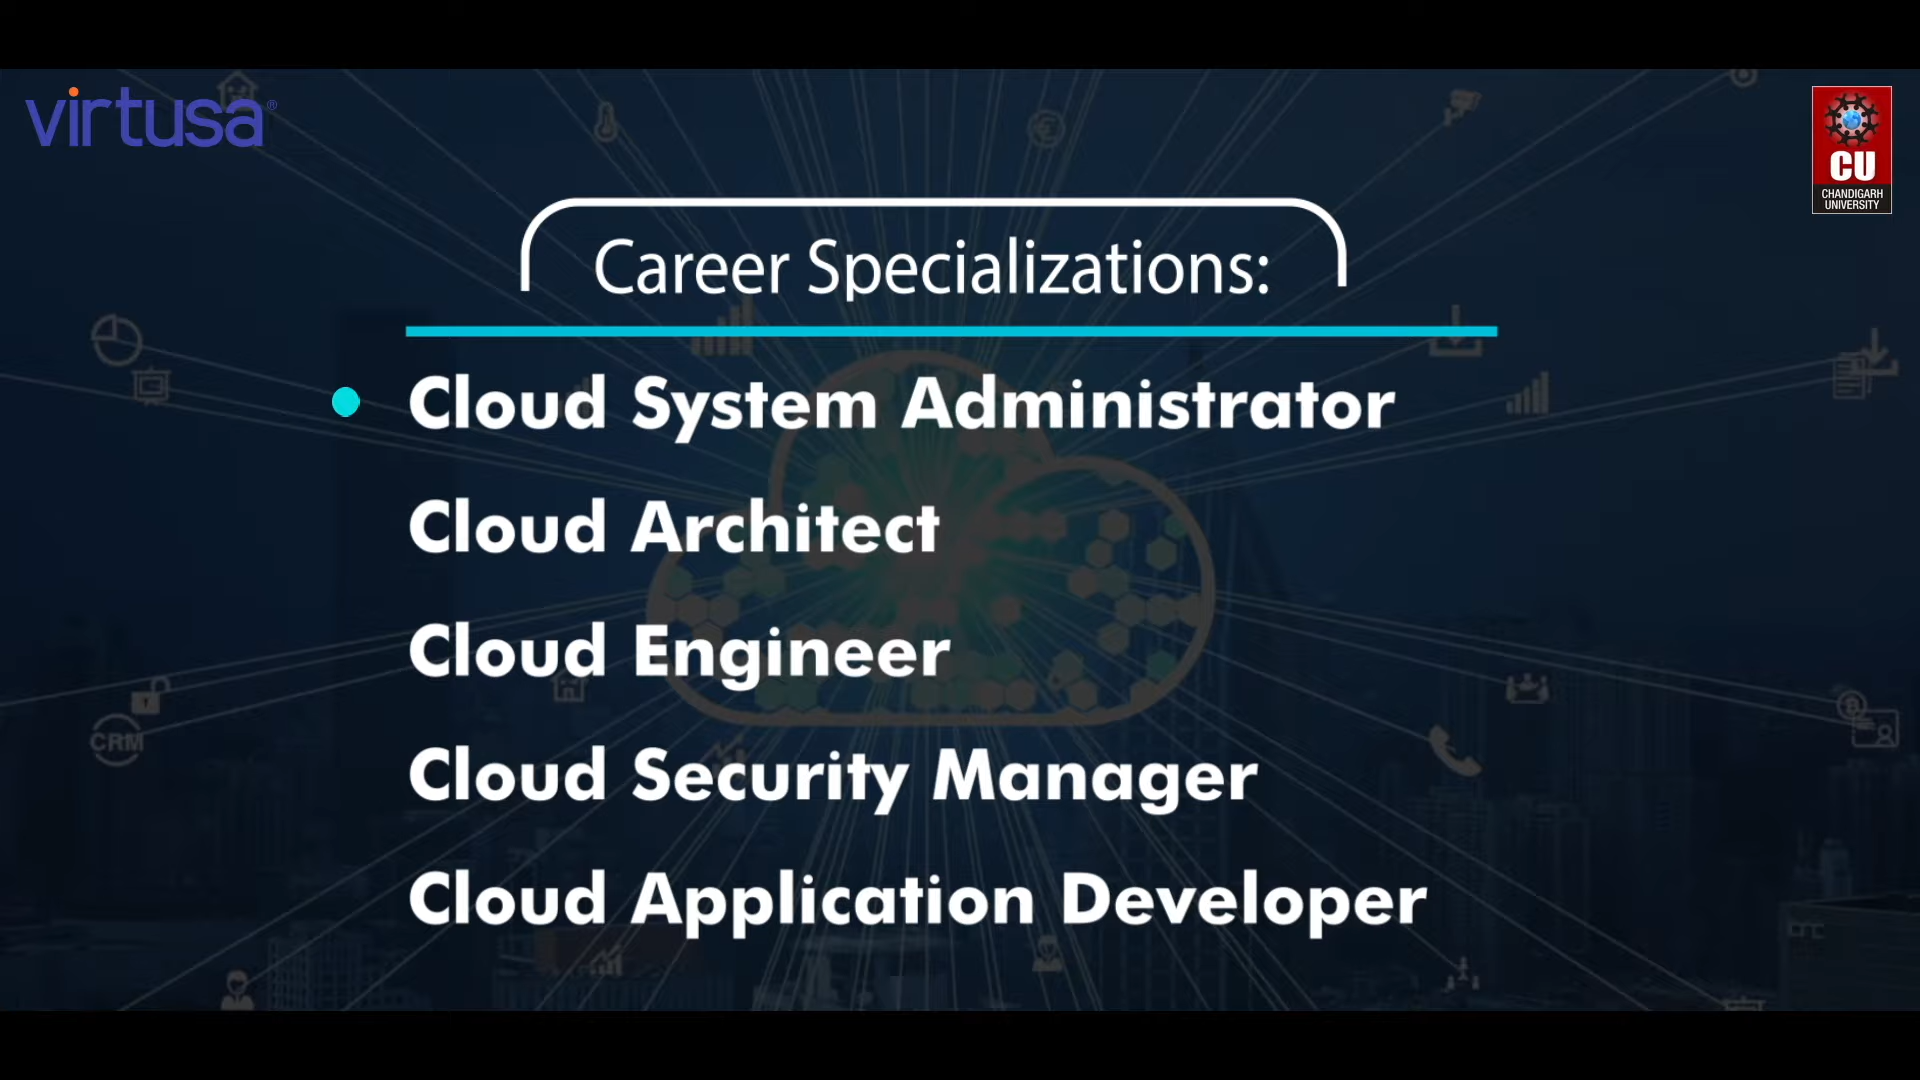 virtusa®
CU
CHANDIGARH
UNIVERSITY
Career Specializations:
Cloud System Administrator
Cloud Architect
Cloud Engineer
CRM
Cloud Security Manager
Cloud Application Developer